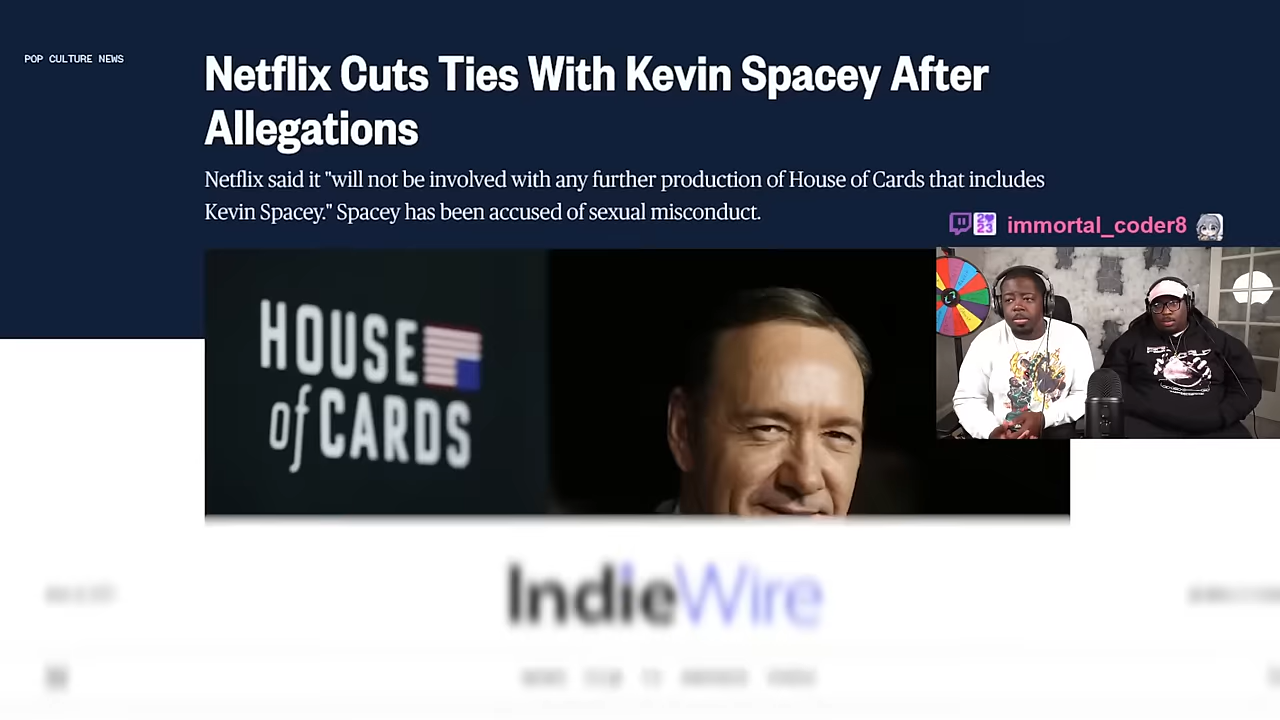 POP CULTURE NEWS
Netflix Cuts Ties With Kevin Spacey After
Allegations
Netflix said it "will not be involved with any further production of House of Cards that includes
Kevin Spacey." Spacey has been accused of sexual misconduct.
immortal_coder8
HOUSE
of CARDS
IndieWire